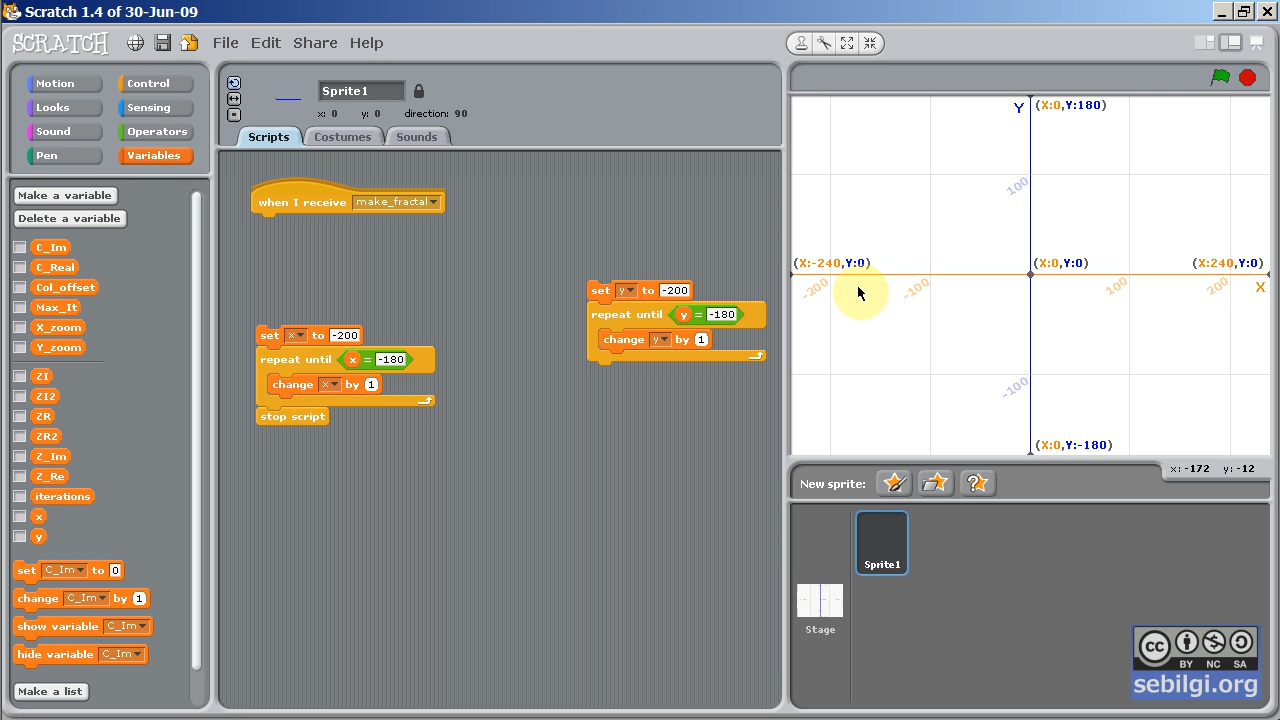 Scratch 1.4 of 30-Jun-09
SCRATCH File Edit Share Help
Motion Control
Looks Sensing
Sound Operators
Pen Variables
Make a variable
Delete a variable
C_Im
C_Real
Col_offset
Max_It
X_zoom
Y_zoom
ZI
ZI2
ZR
ZR2
Z_Im
Z_Re
iterations
x
y
set C_Im to 0
change C_Im by 1
show variable C_Im
hide variable C_Im
Make a list
Sprite1
x: 0 y: 0 direction: 90
Scripts Costumes Sounds
when I receive make_fractal
set x to -200
repeat until x = -180
change x by 1
stop script
set y to -200
repeat until y = -180
change y by 1
Y (X:0,Y:180)
100
(X:-240,Y:0) (X:0,Y:0) (X:240,Y:0)
-200 -100 100 200 X
-100
(X:0,Y:-180)
x: -172 y: -12
New sprite:
Sprite1
Stage
cc BY NC SA
sebilgi.org